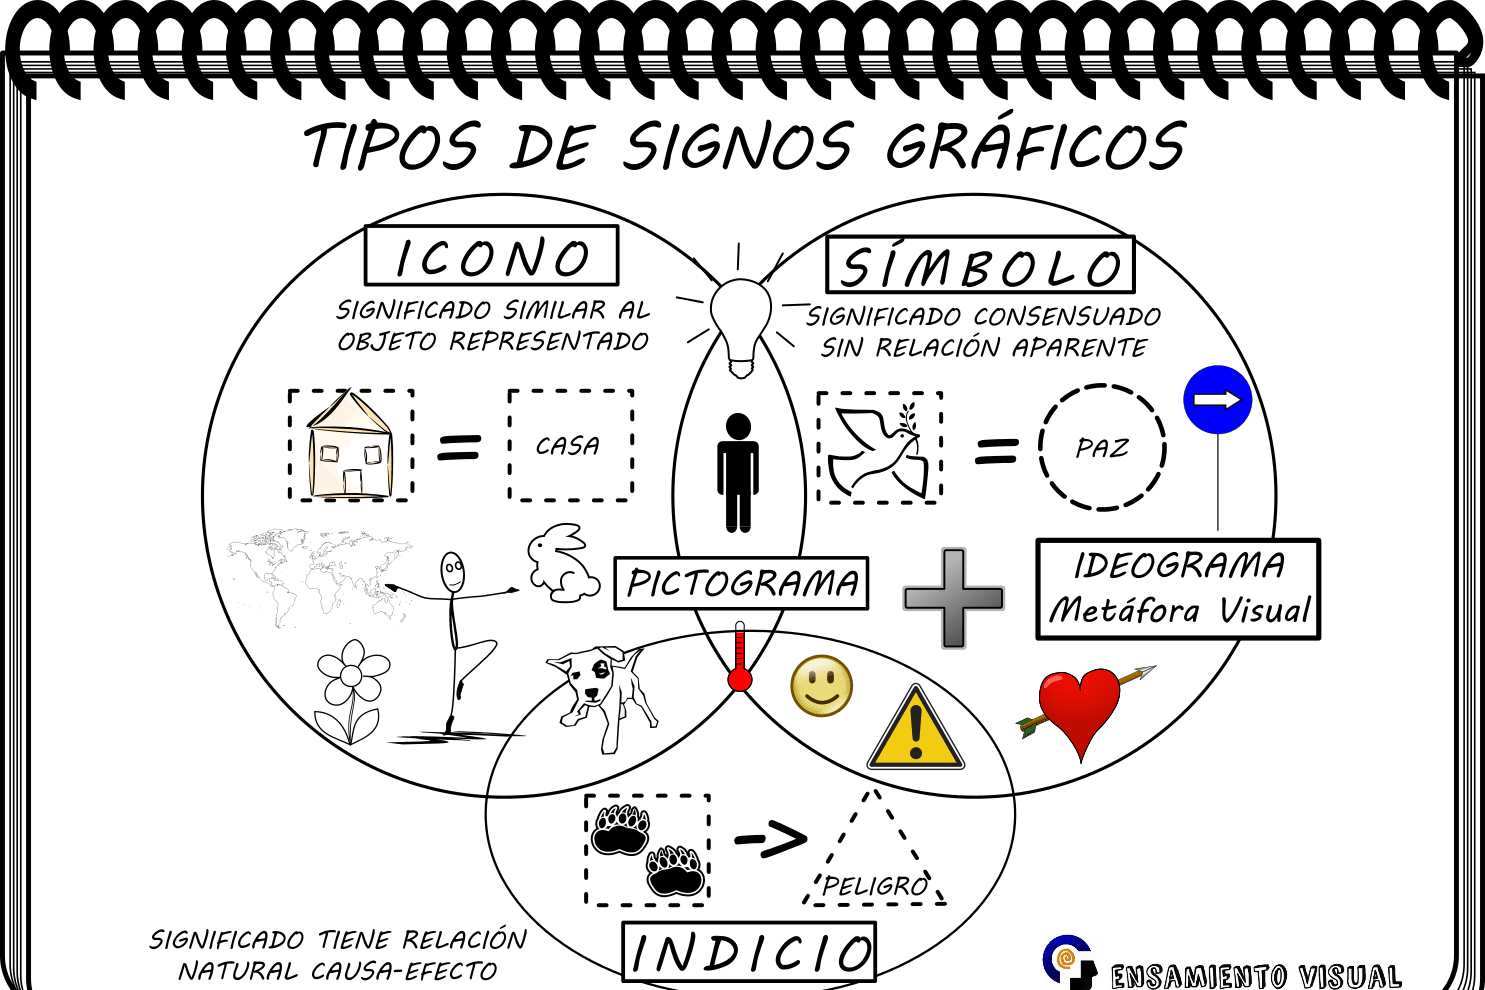 TIPOS DE SIGNOS GRÁFICOS
ICONO
SIGNIFICADO SIMILAR AL
OBJETO REPRESENTADO
SÍMBOLO
SIGNIFICADO CONSENSUADO
SIN RELACIÓN APARENTE
CASA
PAZ
PICTOGRAMA
IDEOGRAMA
Metáfora Visual
PELIGRO
INDICIO
SIGNIFICADO TIENE RELACIÓN
NATURAL CAUSA-EFECTO
ENSAMIENTO VISUAL